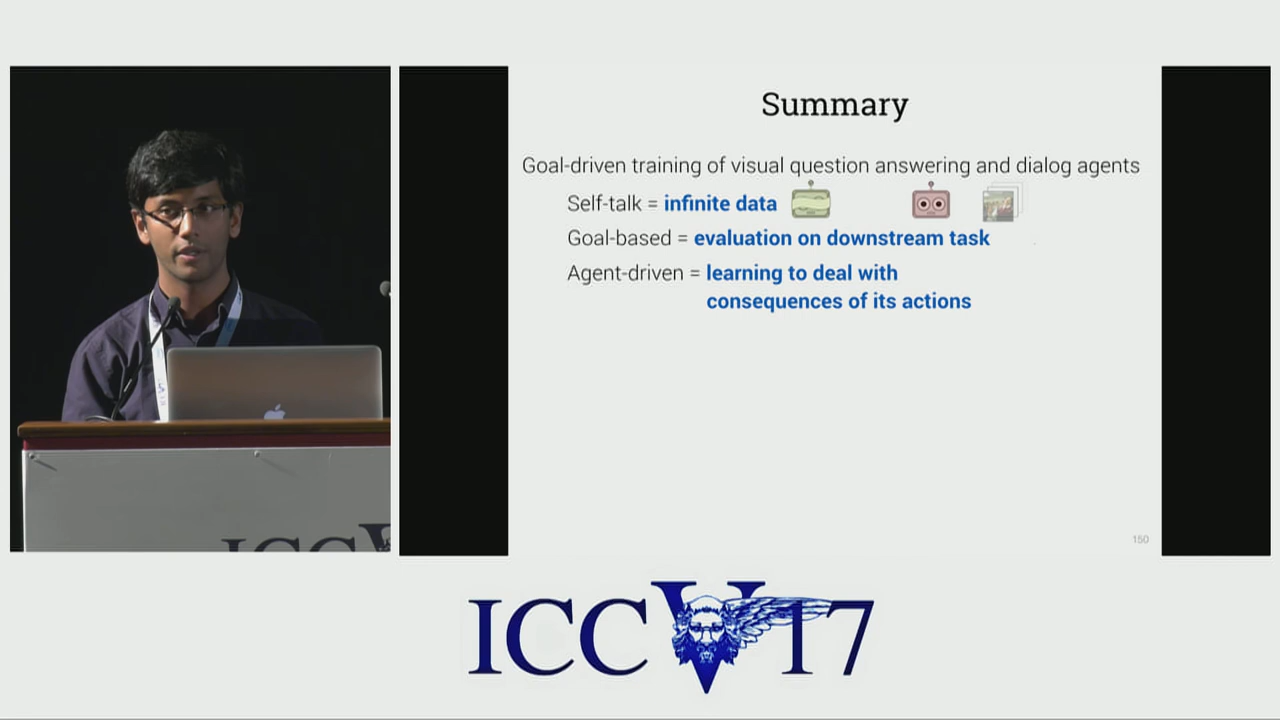 Summary
Goal-driven training of visual question answering and dialog agents
Self-talk = infinite data
Goal-based = evaluation on downstream task
Agent-driven = learning to deal with
consequences of its actions
150
ICCV
ICCV17